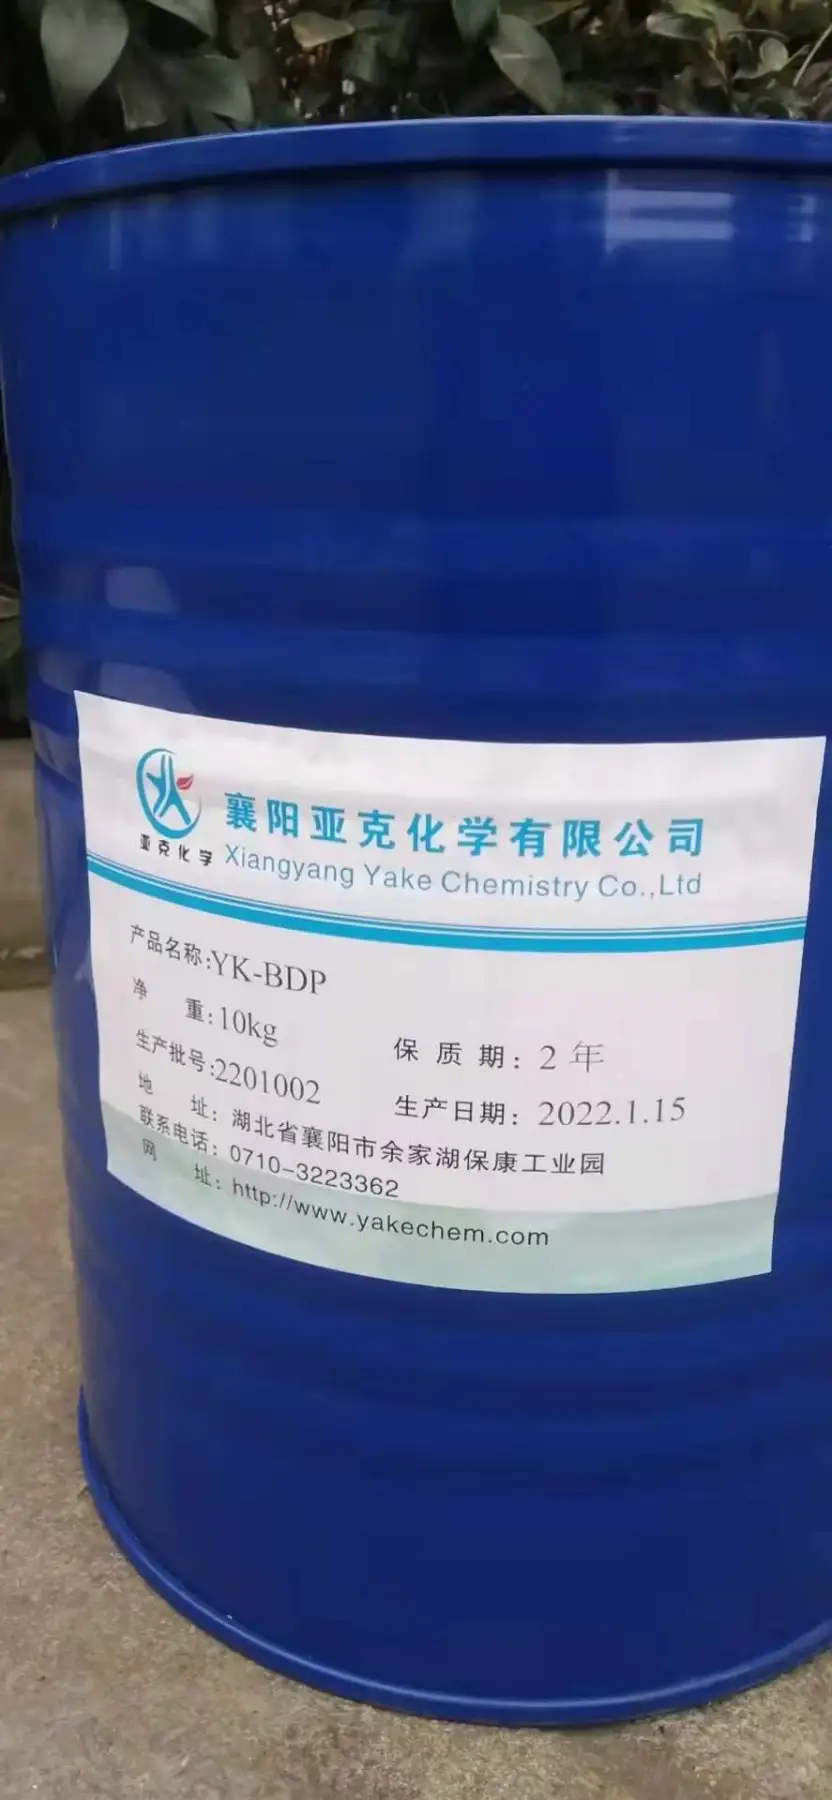 亚克化学
襄阳亚克化学有限公司
Xiangyang Yake Chemistry Co.,Ltd
产品名称:YK-BDP
净 重:10kg
保 质 期: 2 年
生产批号:2201002
生产日期: 2022.1.15
地 址: 湖北省襄阳市余家湖保康工业园
联系电话: 0710-3223362
网 址: http://www.yakechem.com